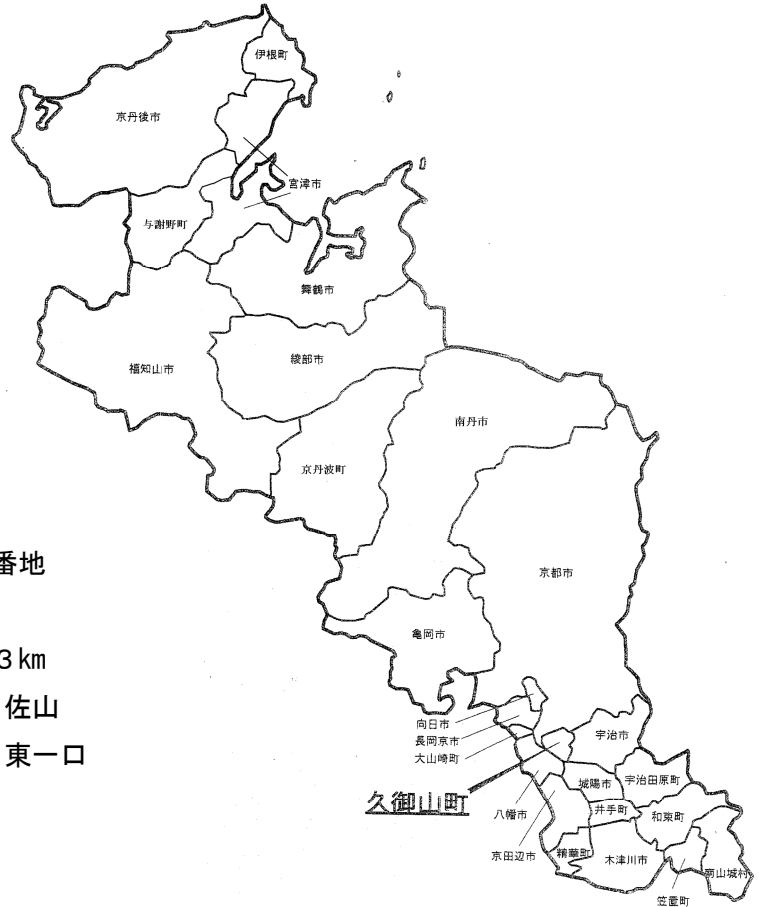 伊根町
京丹後市
宮津市
与謝野町
舞鶴市
綾部市
福知山市
南丹市
京丹波町
番地
京都市
亀岡市
3km
佐山
向日市
宇治市
長岡京市
東一口
大山崎町
城陽市
宇治田原町
久御山町
八幡市
井手町
和束町
京田辺市
精華町
木津川市
南山城村
笠置町